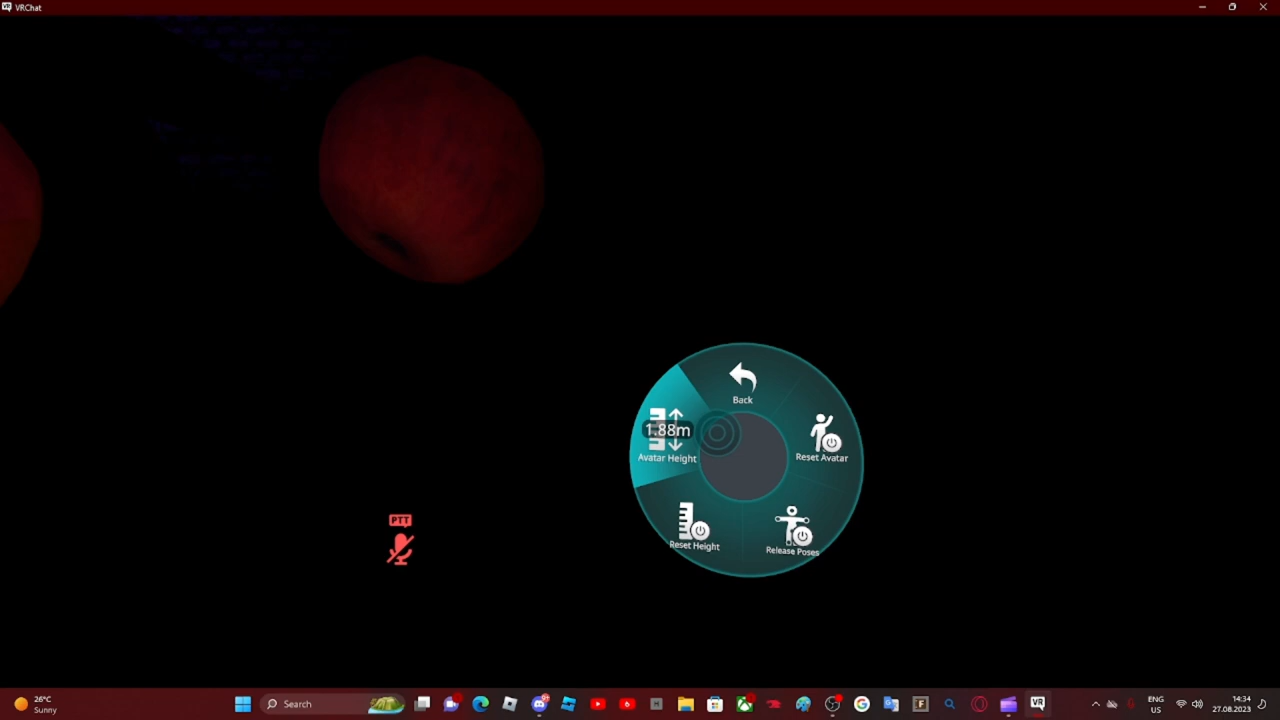 VRChat
Back
1.88m
Avatar Height
Reset Avatar
Reset Height
Release Poses
PTT
26°C
Sunny
Search
ENG
US
14:34
27.08.2023